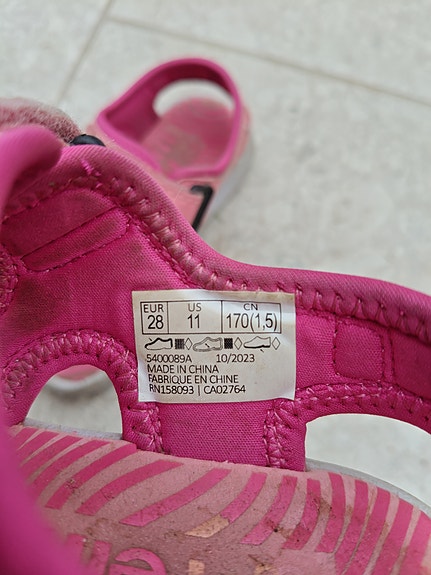 EUR US CN
28 11 170(1,5)
5400089A 10/2023
MADE IN CHINA
FABRIQUE EN CHINE
RN158093 | CA02764